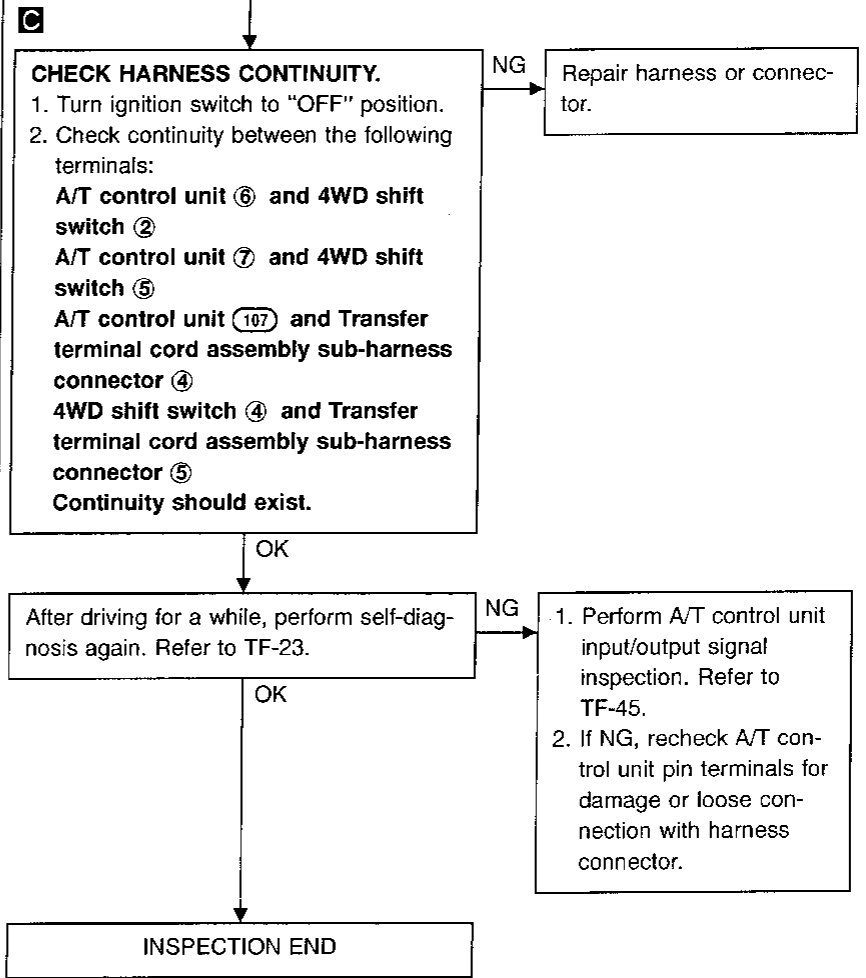 C
CHECK HARNESS CONTINUITY.
1. Turn ignition switch to "OFF" position.
2. Check continuity between the following
terminals:
A/T control unit ⑥ and 4WD shift
switch ②
A/T control unit ⑦ and 4WD shift
switch ⑤
A/T control unit (107) and Transfer
terminal cord assembly sub-harness
connector ④
4WD shift switch ④ and Transfer
terminal cord assembly sub-harness
connector ⑤
Continuity should exist.
NG
Repair harness or connec-
tor.
OK
After driving for a while, perform self-diag-
nosis again. Refer to TF-23.
NG
1. Perform A/T control unit
input/output signal
inspection. Refer to
TF-45.
2. If NG, recheck A/T con-
trol unit pin terminals for
damage or loose con-
nection with harness
connector.
OK
INSPECTION END